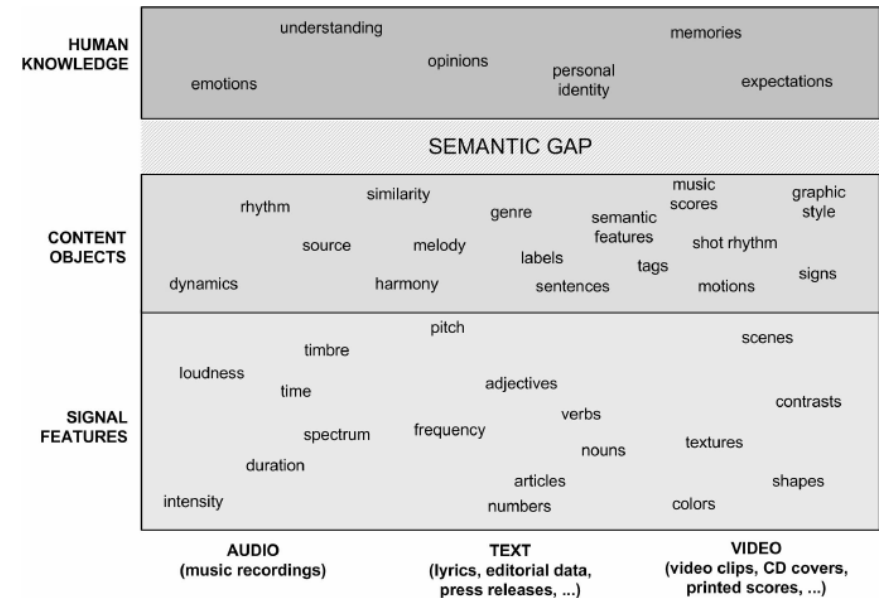 HUMAN
KNOWLEDGE
understanding
memories
opinions
emotions
personal
identity
expectations
SEMANTIC GAP
CONTENT
OBJECTS
rhythm
similarity
genre
semantic
features
music
scores
graphic
style
source
melody
labels
shot rhythm
tags
signs
dynamics
harmony
sentences
motions
SIGNAL
FEATURES
pitch
timbre
scenes
loudness
time
adjectives
contrasts
verbs
spectrum
frequency
nouns
textures
duration
articles
shapes
intensity
numbers
colors
AUDIO
(music recordings)
TEXT
(lyrics, editorial data,
press releases, ...)
VIDEO
(video clips, CD covers,
printed scores, ...)